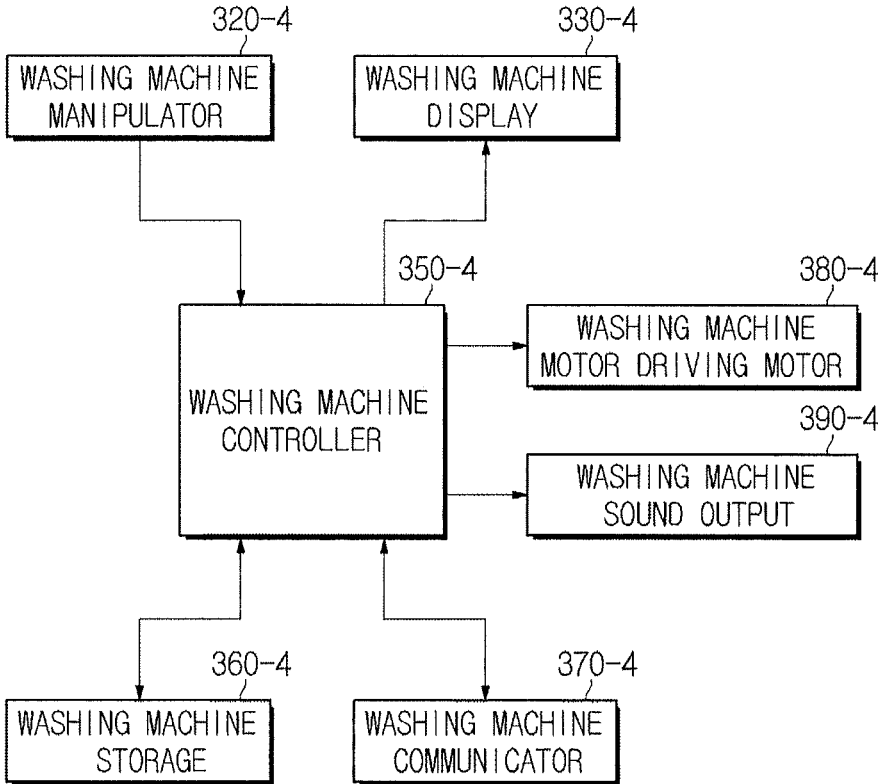 320-4
330-4
WASHING MACHINE
MANIPULATOR
WASHING MACHINE
DISPLAY
350-4
380-4
WASHING MACHINE
MOTOR DRIVING MOTOR
WASHING MACHINE
CONTROLLER
390-4
WASHING MACHINE
SOUND OUTPUT
360-4
370-4
WASHING MACHINE
STORAGE
WASHING MACHINE
COMMUNICATOR